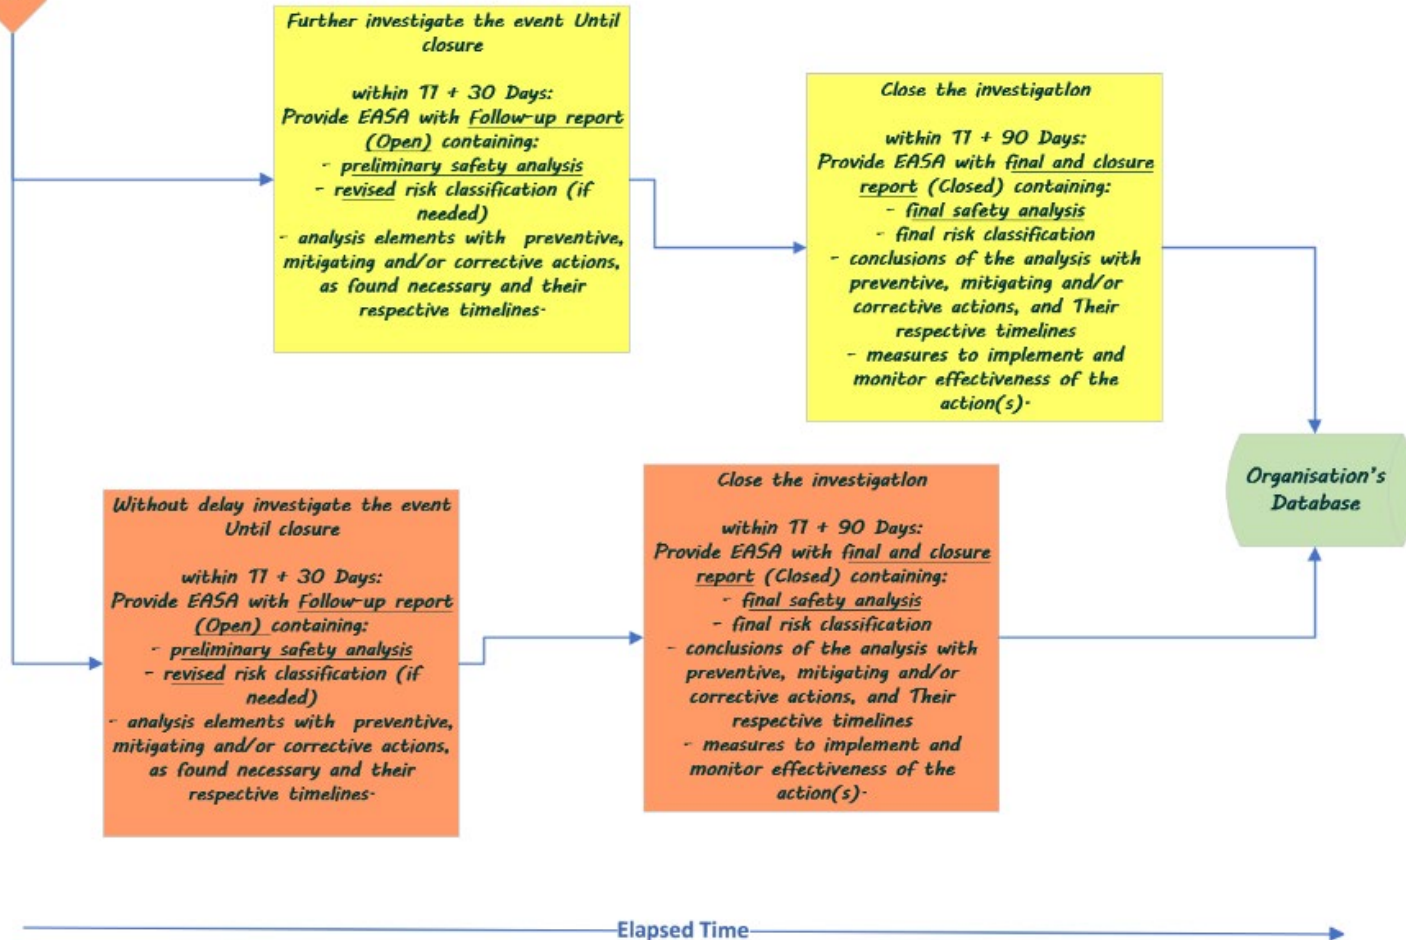 Further investigate the event Until
closure
within T1 + 30 Days:
Provide EASA with Follow-up report
(Open) containing:
- preliminary safety analysis
- revised risk classification (if
needed)
- analysis elements with preventive,
mitigating and/or corrective actions,
as found necessary and their
respective timelines-
Close the investigation
within T1 + 90 Days:
Provide EASA with final and closure
report (Closed) containing:
- final safety analysis
- final risk classification
- conclusions of the analysis with
preventive, mitigating and/or
corrective actions, and Their
respective timelines
- measures to implement and
monitor effectiveness of the
action(s)-
Organisation's
Database
Without delay investigate the event
Until closure
within T1 + 30 Days:
Provide EASA with Follow-up report
(Open) containing:
- preliminary safety analysis
- revised risk classification (if
needed)
- analysis elements with preventive,
mitigating and/or corrective actions,
as found necessary and their
respective timelines-
Close the investigation
within T1 + 90 Days:
Provide EASA with final and closure
report (Closed) containing:
- final safety analysis
- final risk classification
- conclusions of the analysis with
preventive, mitigating and/or
corrective actions, and Their
respective timelines
- measures to implement and
monitor effectiveness of the
action(s)-
Elapsed Time